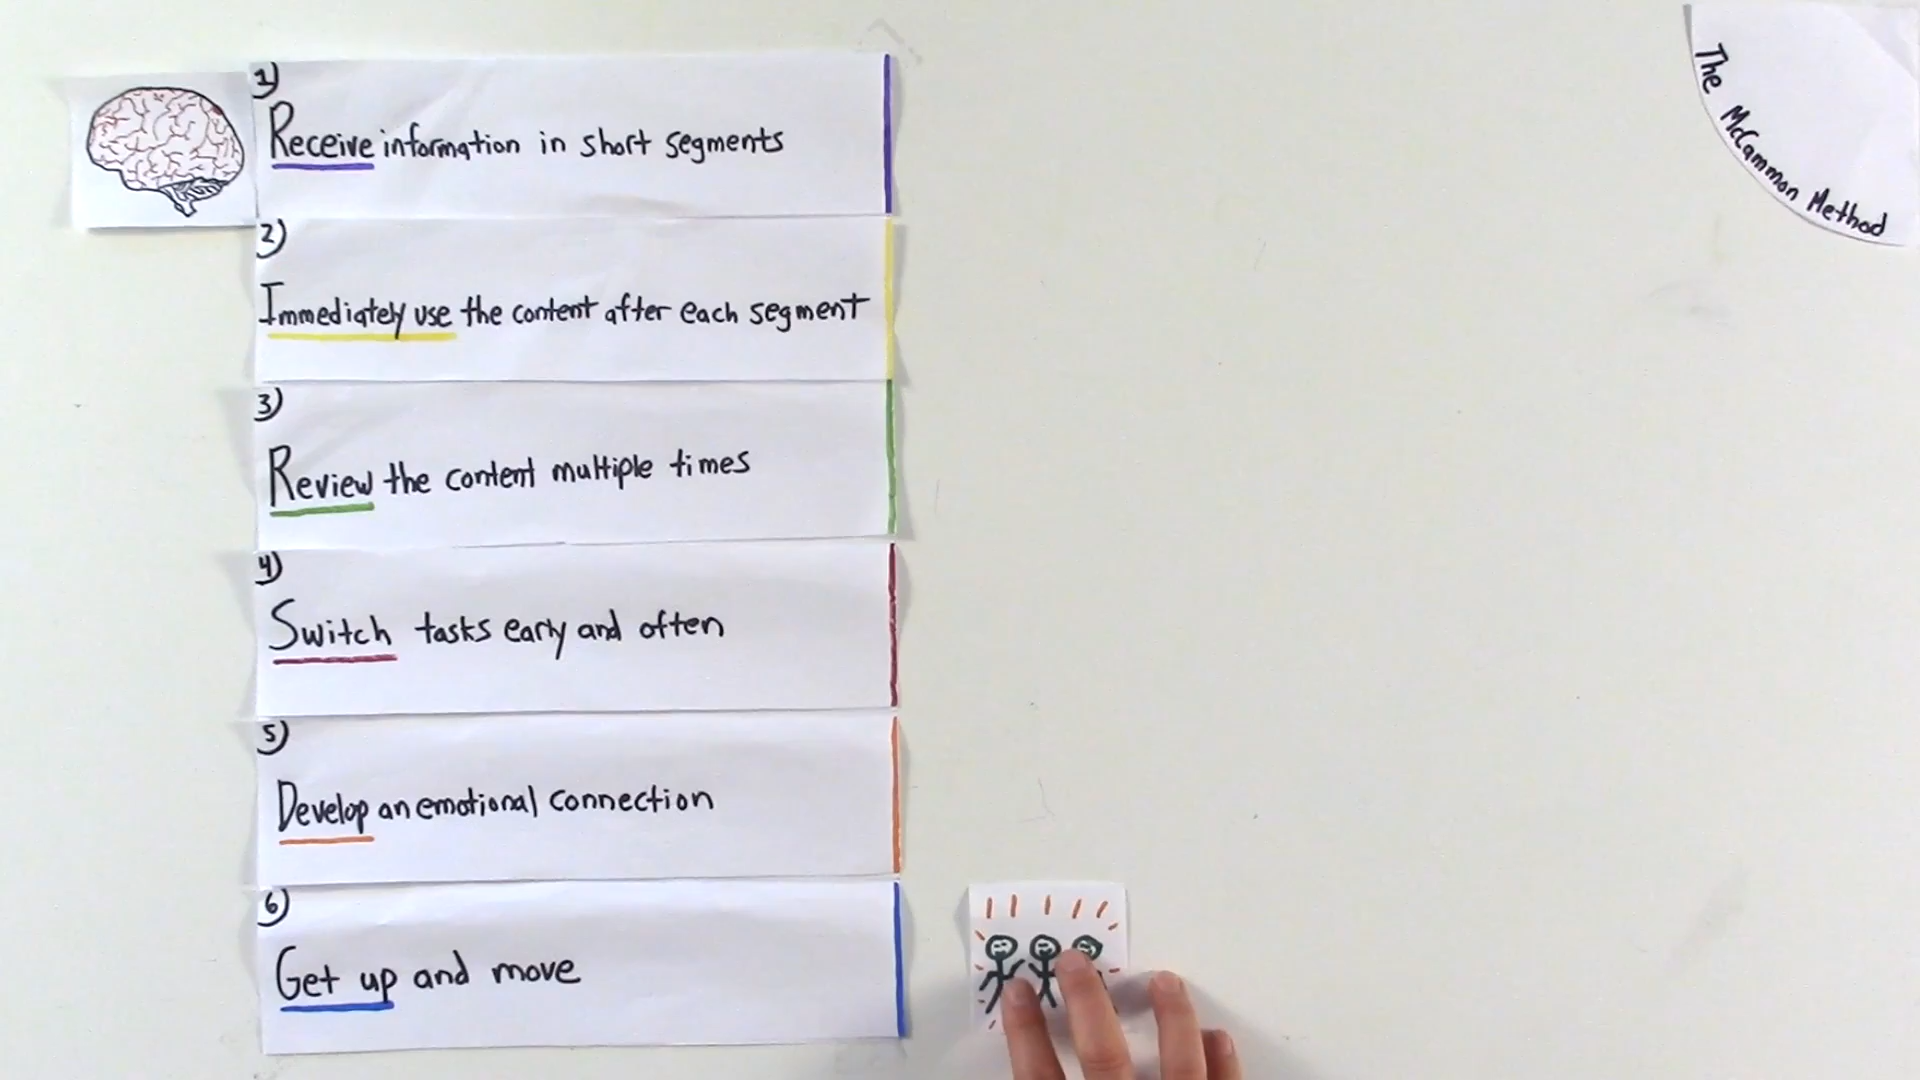 1)
Receive information in short segments
2)
Immediately use the content after each segment
3)
Review the content multiple times
4)
Switch tasks early and often
5)
Develop an emotional connection
6)
Get up and move
The McCammon Method